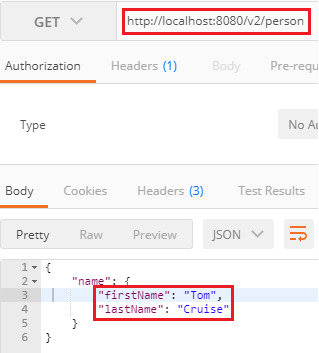 GET http://localhost:8080/v2/person
Authorization Headers (1) Body Pre-requ
Type No Au
Body Cookies Headers (3) Test Results
Pretty Raw Preview JSON
1 {
2 "name": {
3 "firstName": "Tom",
4 "lastName": "Cruise"
5 }
6 }